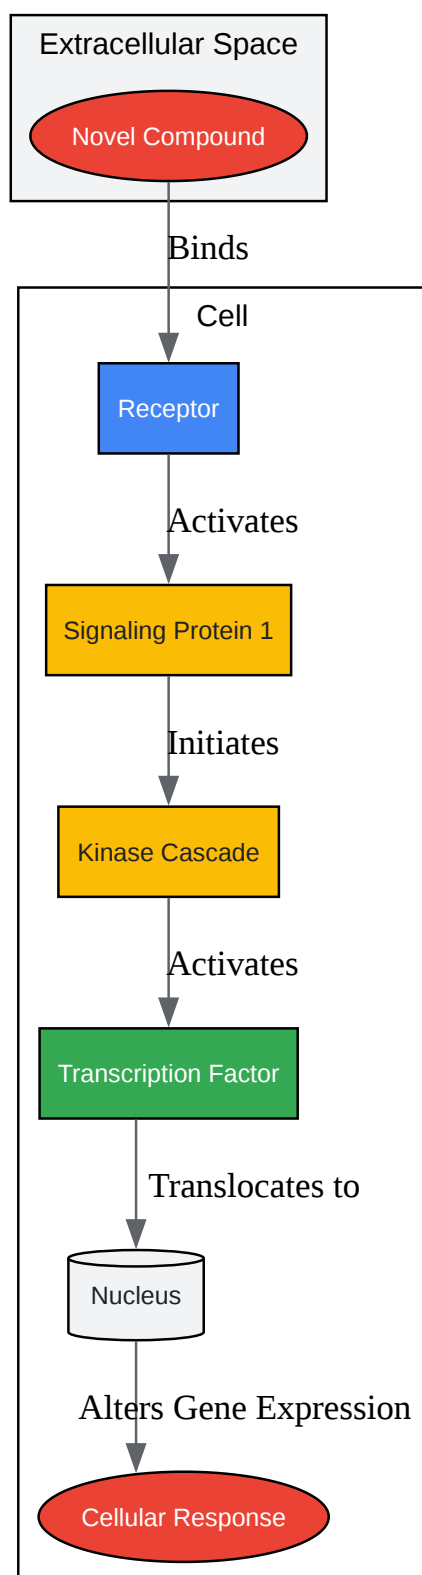 Extracellular Space
Novel Compound
Binds
Cell
Receptor
Activates
Signaling Protein 1
Initiates
Kinase Cascade
Activates
Transcription Factor
Translocates to
Nucleus
Alters Gene Expression
Cellular Response